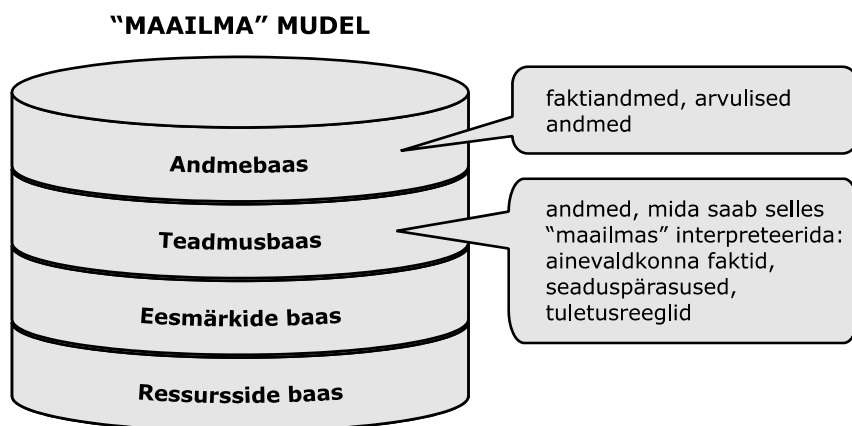 “MAAILMA” MUDEL
faktiandmed, arvulised
andmed
Andmebaas
andmed, mida saab selles
“maailmas” interpreteerida:
ainevaldkonna faktid,
seaduspärasused,
tuletusreeglid
Teadmusbaas
Eesmärkide baas
Ressursside baas